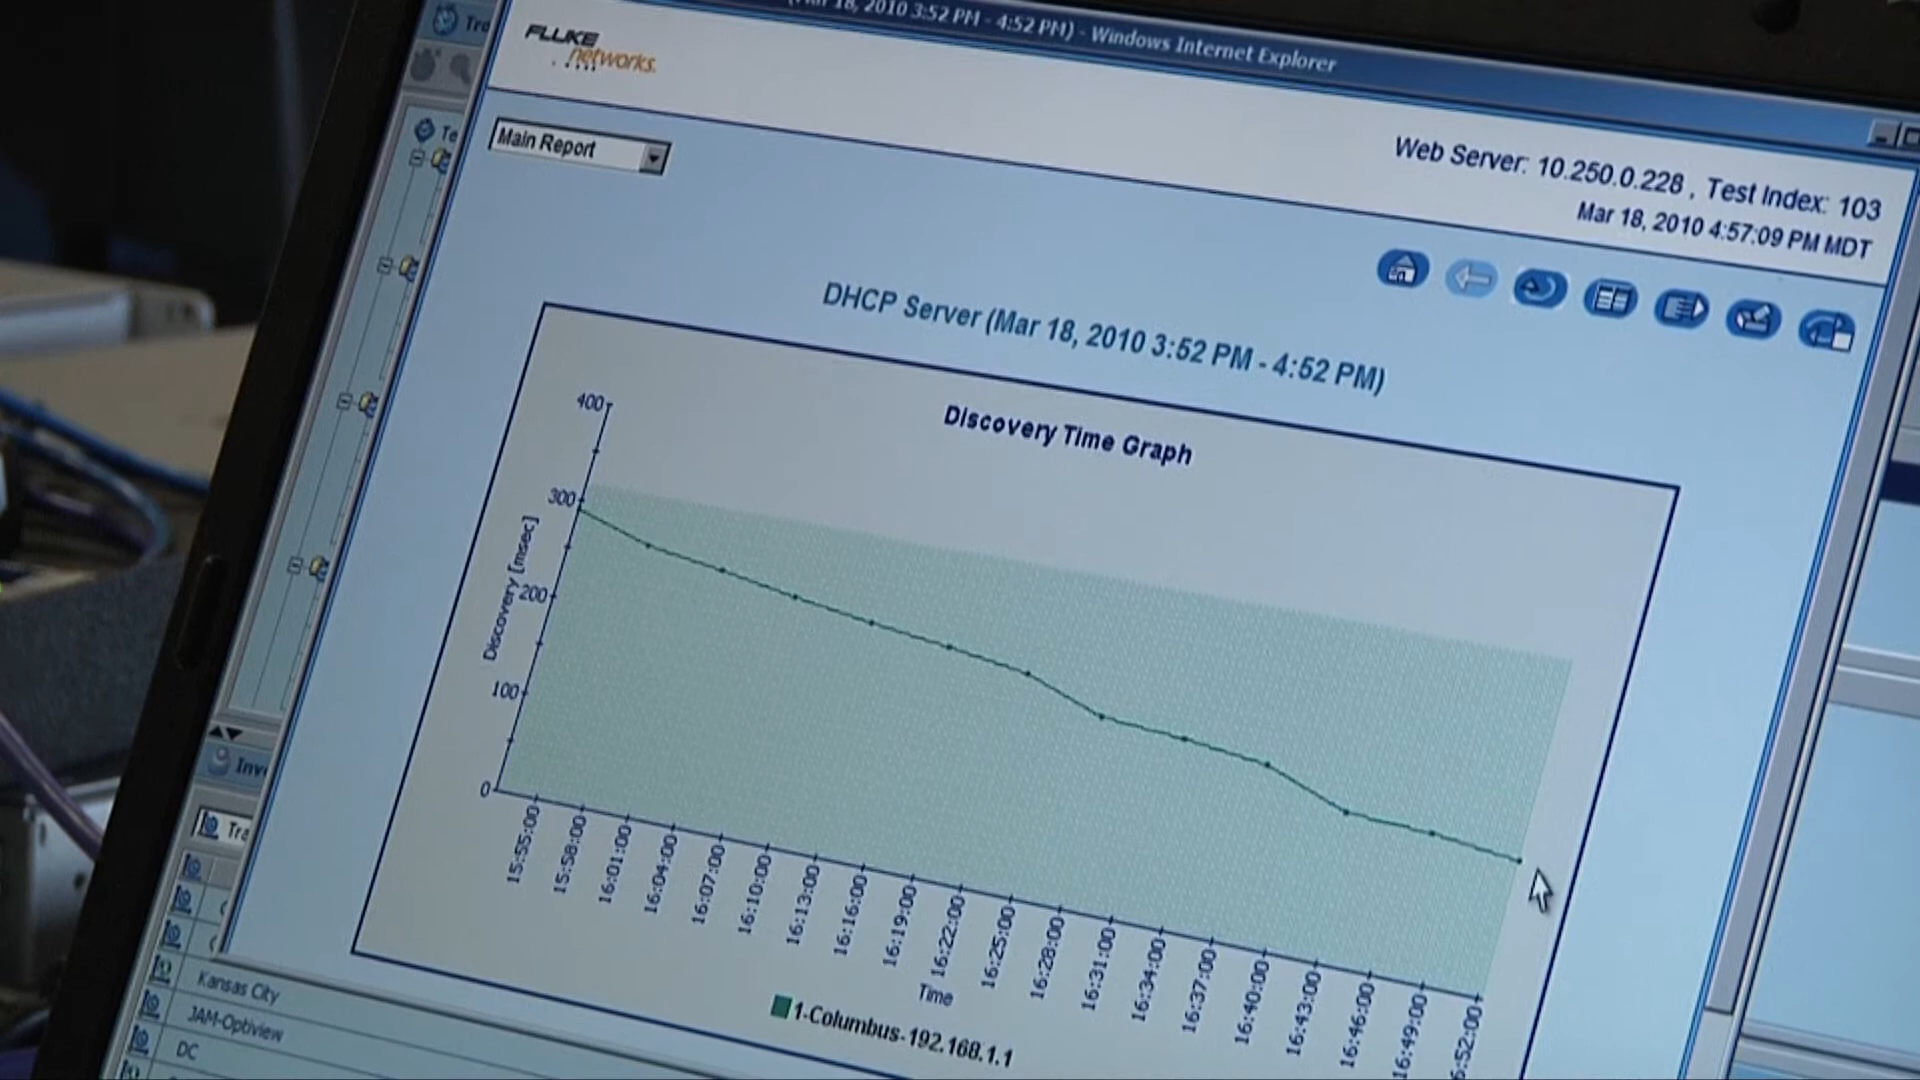 Mar 18, 2010 3:52 PM - 4:52 PM) - Windows Internet Explorer
FLUKE
networks.
Main Report
Web Server: 10.250.0.228 , Test Index: 103
Mar 18, 2010 4:57:09 PM MDT
DHCP Server (Mar 18, 2010 3:52 PM - 4:52 PM)
Discovery Time Graph
400
300
200
100
0
Discovery [msec]
15:55:00
15:58:00
16:01:00
16:04:00
16:07:00
16:10:00
16:13:00
16:16:00
16:19:00
16:22:00
16:25:00
16:28:00
16:31:00
16:34:00
16:37:00
16:40:00
16:43:00
16:46:00
16:49:00
6:52:00
Time
1-Columbus-192.168.1.1
Kansas City
JAM-Optiview
DC